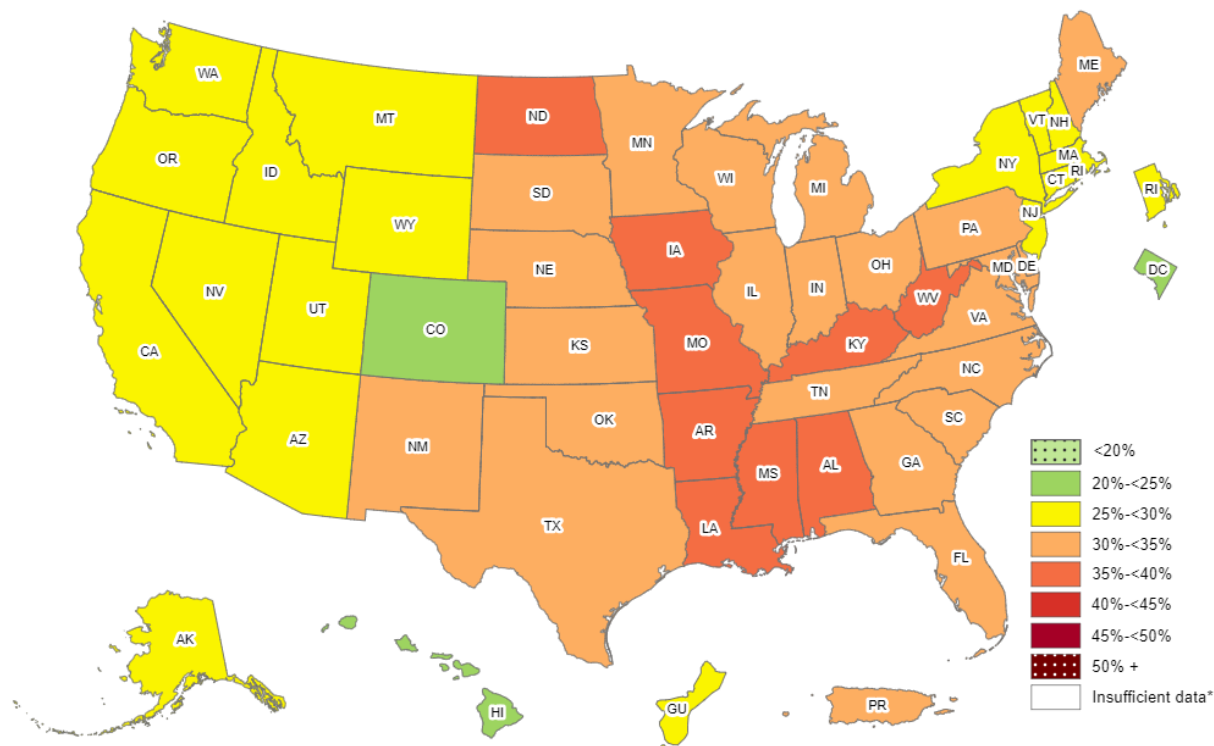 WA
ME
MT
ND
MN
VT
NH
OR
ID
WI
NY
MA
SD
MI
CT
RI
RI
WY
NJ
PA
IA
NE
OH
MD
DE
DC
NV
IL
IN
UT
WV
CO
VA
CA
KS
MO
KY
NC
TN
OK
AZ
NM
AR
SC
MS
AL
GA
<20%
20%-<25%
TX
LA
25%-<30%
30%-<35%
FL
35%-<40%
40%-<45%
45%-<50%
AK
50% +
Insufficient data*
HI
GU
PR